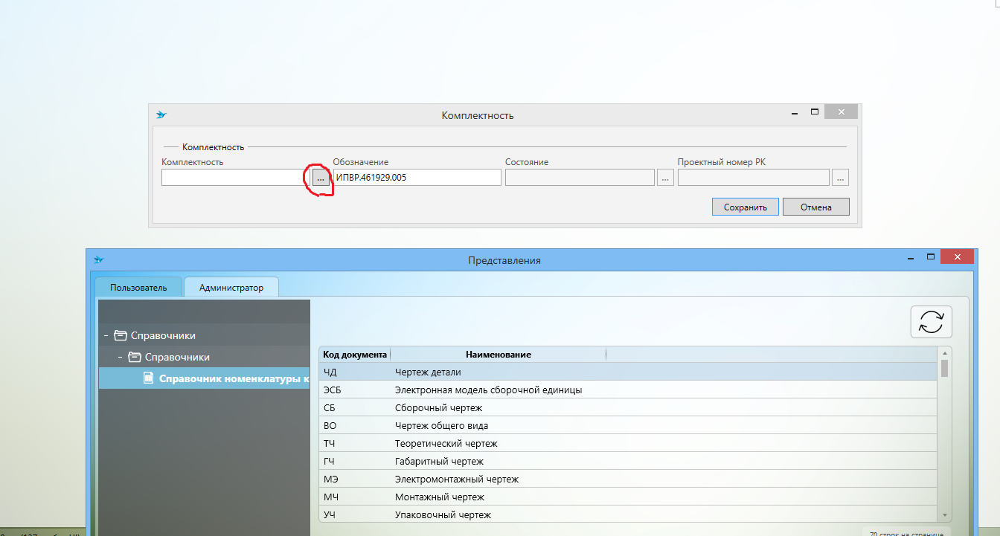 Комплектность
Комплектность
Комплектность Обозначение Состояние Проектный номер РК
... ИПВР.461929.005 ... ...
Сохранить Отмена
Представления
Пользователь Администратор
Справочники
Справочники
Справочник номенклатуры к
Код документа Наименование
ЧД Чертеж детали
ЭСБ Электронная модель сборочной единицы
СБ Сборочный чертеж
ВО Чертеж общего вида
ТЧ Теоретический чертеж
ГЧ Габаритный чертеж
МЭ Электромонтажный чертеж
МЧ Монтажный чертеж
УЧ Упаковочный чертеж
70 строк на странице